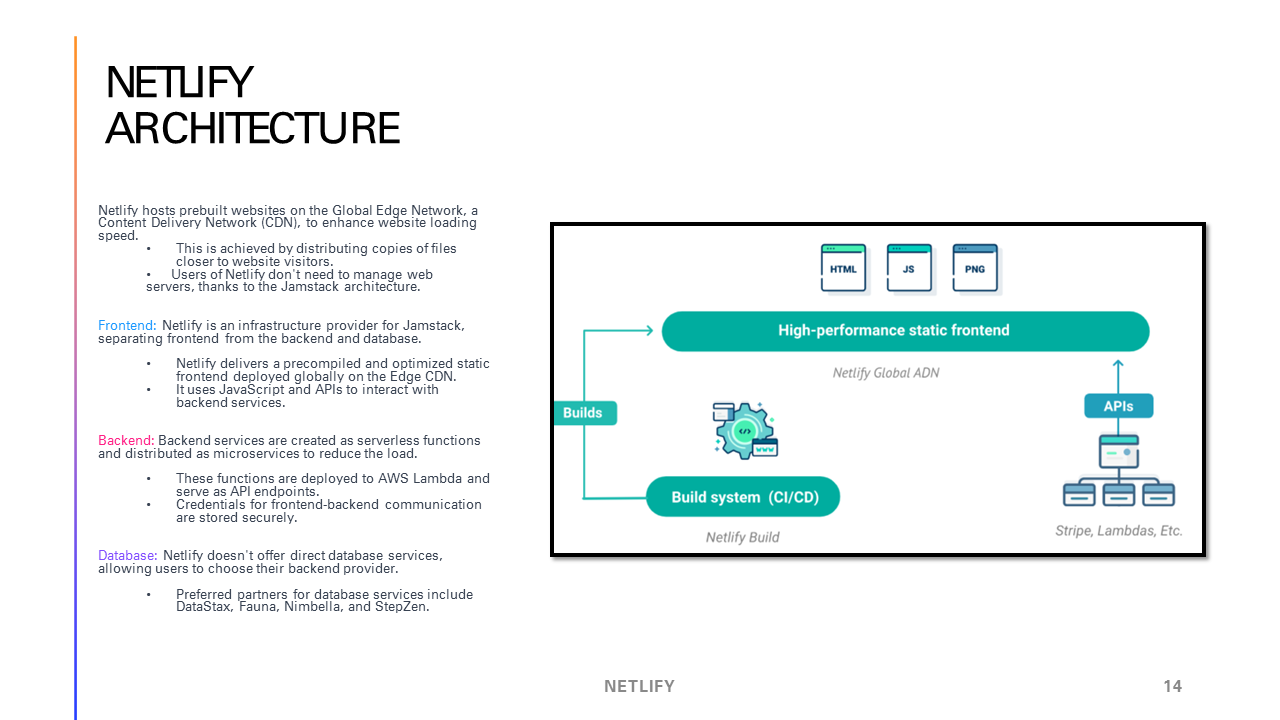 NETLIFY
ARCHITECTURE
Netlify hosts prebuilt websites on the Global Edge Network, a
Content Delivery Network (CDN), to enhance website loading
speed.
• This is achieved by distributing copies of files
closer to website visitors.
• Users of Netlify don't need to manage web
servers, thanks to the Jamstack architecture.
Frontend: Netlify is an infrastructure provider for Jamstack,
separating frontend from the backend and database.
• Netlify delivers a precompiled and optimized static
frontend deployed globally on the Edge CDN.
• It uses JavaScript and APIs to interact with
backend services.
Backend: Backend services are created as serverless functions
and distributed as microservices to reduce the load.
• These functions are deployed to AWS Lambda and
serve as API endpoints.
• Credentials for frontend-backend communication
are stored securely.
Database: Netlify doesn't offer direct database services,
allowing users to choose their backend provider.
• Preferred partners for database services include
DataStax, Fauna, Nimbella, and StepZen.
HTML JS PNG
High-performance static frontend
Netlify Global ADN
Builds
APIs
</> www
Build system (CI/CD)
Netlify Build
Stripe, Lambdas, Etc.
NETLIFY
14